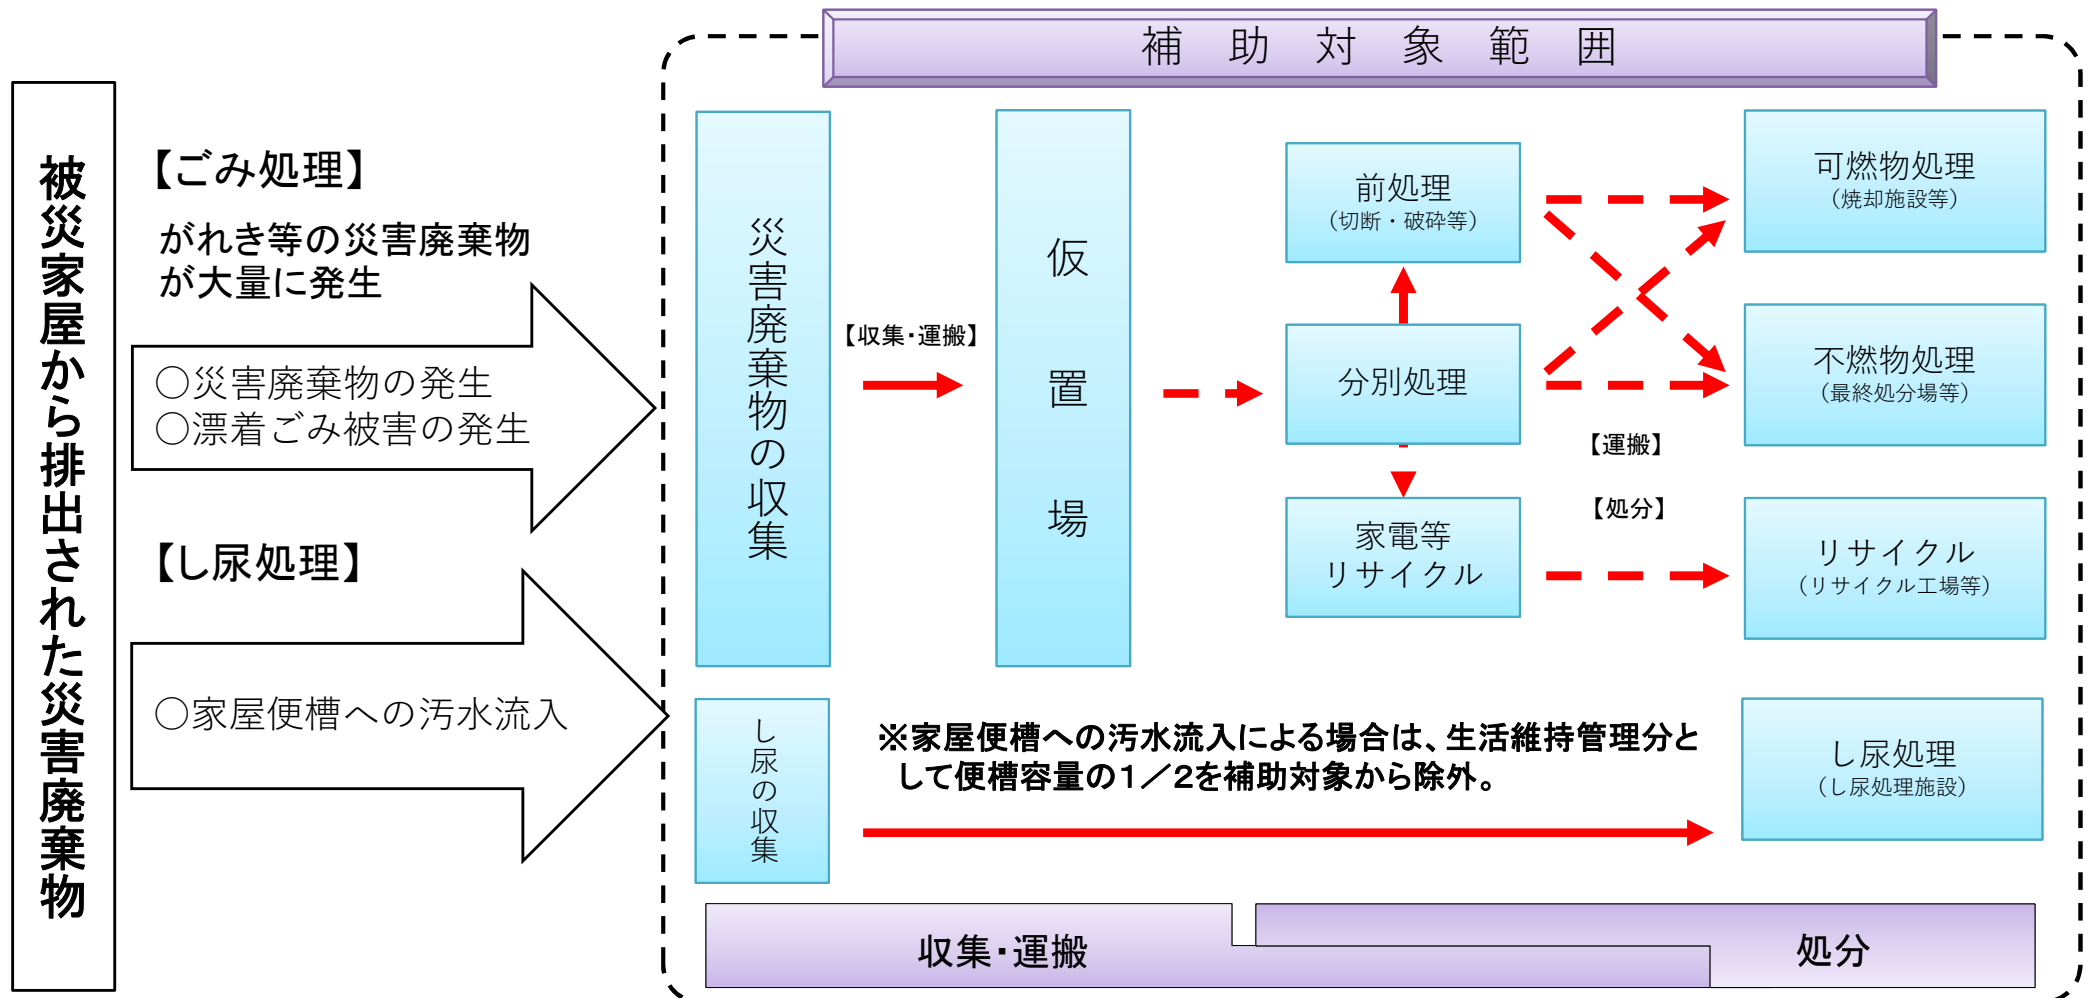 補助対象範囲
被災家屋から排出された災害廃棄物
【ごみ処理】
がれき等の災害廃棄物
が大量に発生
○災害廃棄物の発生
○漂着ごみ被害の発生
【し尿処理】
○家屋便槽への汚水流入
災害廃棄物の収集
【収集・運搬】
仮置場
前処理
（切断・破砕等）
分別処理
家電等
リサイクル
【運搬】
【処分】
可燃物処理
（焼却施設等）
不燃物処理
（最終処分場等）
リサイクル
（リサイクル工場等）
し尿の収集
※家屋便槽への汚水流入による場合は、生活維持管理分と
して便槽容量の１／２を補助対象から除外。
し尿処理
（し尿処理施設）
収集・運搬
処分